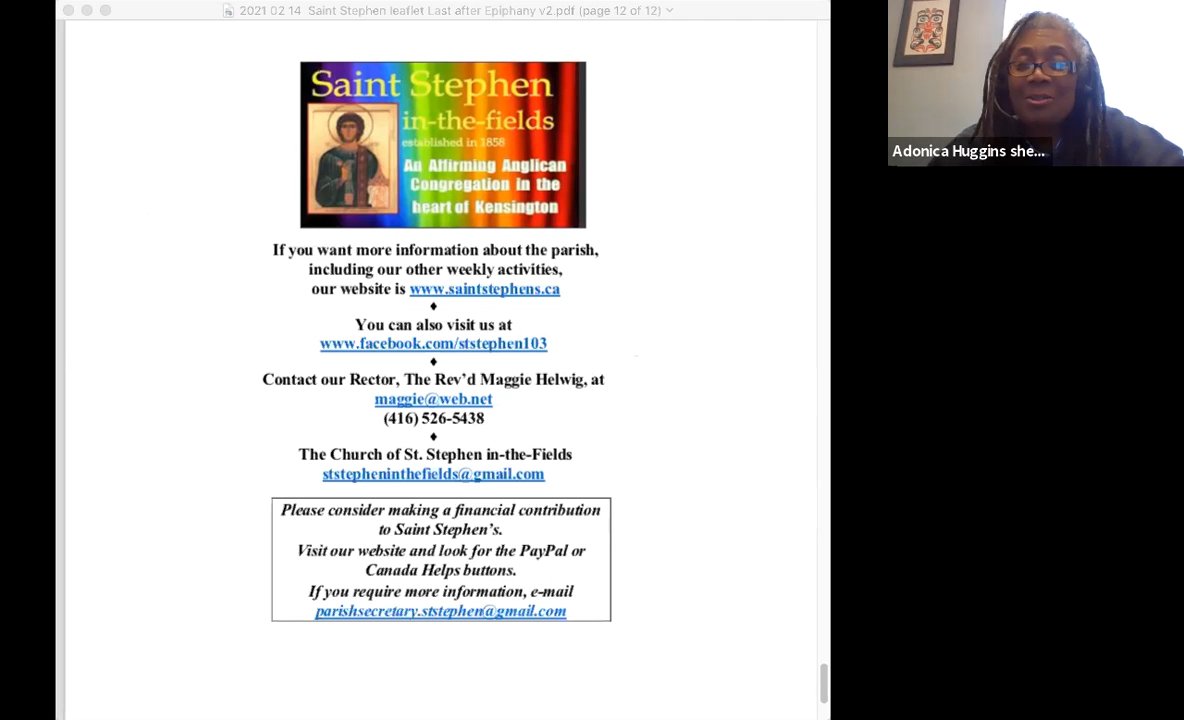 2021 02 14 Saint Stephen leaflet Last after Epiphany v2.pdf (page 12 of 12)
Saint Stephen
in-the-fields
established in 1858
An Affirming Anglican
Congregation in the
heart of Kensington
If you want more information about the parish,
including our other weekly activities,
our website is www.saintstephens.ca
♦
You can also visit us at
www.facebook.com/ststephen103
♦
Contact our Rector, The Rev’d Maggie Helwig, at
maggie@web.net
(416) 526-5438
♦
The Church of St. Stephen in-the-Fields
ststepheninthefields@gmail.com
Please consider making a financial contribution
to Saint Stephen’s.
Visit our website and look for the PayPal or
Canada Helps buttons.
If you require more information, e-mail
parishsecretary.ststephen@gmail.com
Adonica Huggins she...